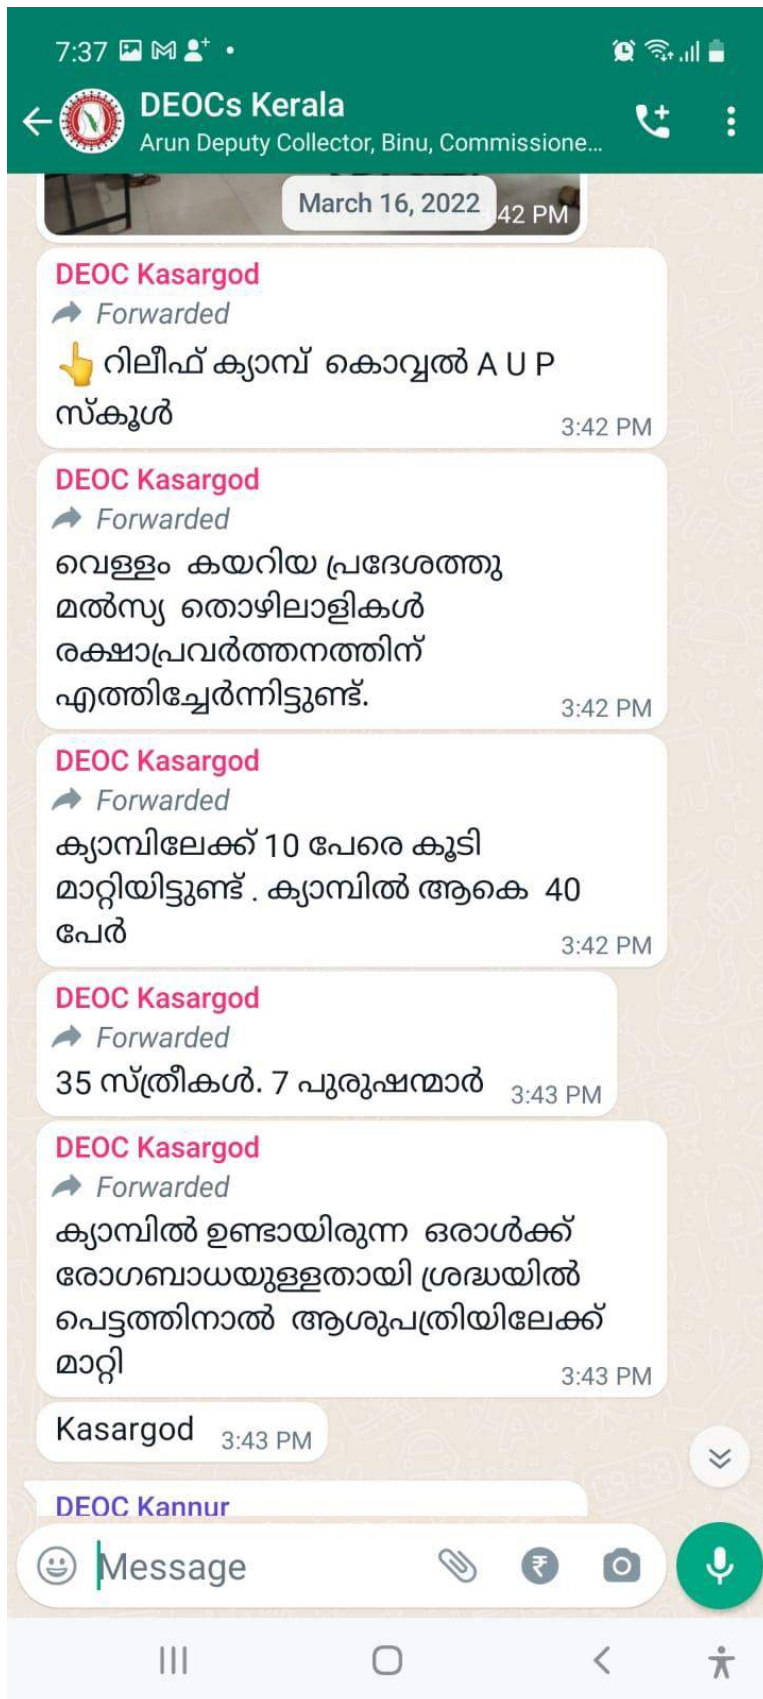 7:37
DEOCs Kerala
Arun Deputy Collector, Binu, Commissione...
March 16, 2022
42 PM
DEOC Kasargod
Forwarded
👆 റിലീഫ് ക്യാമ്പ് കൊവ്വൽ A U P
സ്കൂൾ
3:42 PM
DEOC Kasargod
Forwarded
വെള്ളം കയറിയ പ്രദേശത്തു
മൽസ്യ തൊഴിലാളികൾ
രക്ഷാപ്രവർത്തനത്തിന്
എത്തിച്ചേർന്നിട്ടുണ്ട്.
3:42 PM
DEOC Kasargod
Forwarded
ക്യാമ്പിലേക്ക് 10 പേരെ കൂടി
മാറ്റിയിട്ടുണ്ട് . ക്യാമ്പിൽ ആകെ 40
പേർ
3:42 PM
DEOC Kasargod
Forwarded
35 സ്ത്രീകൾ. 7 പുരുഷന്മാർ 3:43 PM
DEOC Kasargod
Forwarded
ക്യാമ്പിൽ ഉണ്ടായിരുന്ന ഒരാൾക്ക്
രോഗബാധയുള്ളതായി ശ്രദ്ധയിൽ
പെട്ടത്തിനാൽ ആശുപത്രിയിലേക്ക്
മാറ്റി
3:43 PM
Kasargod 3:43 PM
DEOC Kannur
Message